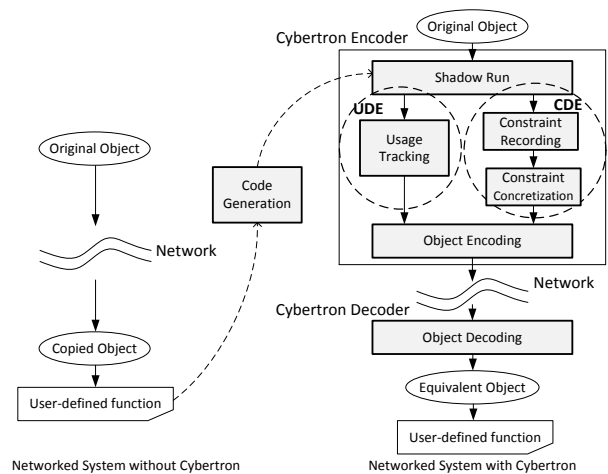 Original Object
Cybertron Encoder
Shadow Run
UDE
CDE
Usage
Tracking
Constraint
Recording
Constraint
Concretization
Object Encoding
Network
Cybertron Decoder
Object Decoding
Equivalent Object
User-defined function
Networked System with Cybertron
Original Object
Network
Copied Object
User-defined function
Code
Generation
Networked System without Cybertron